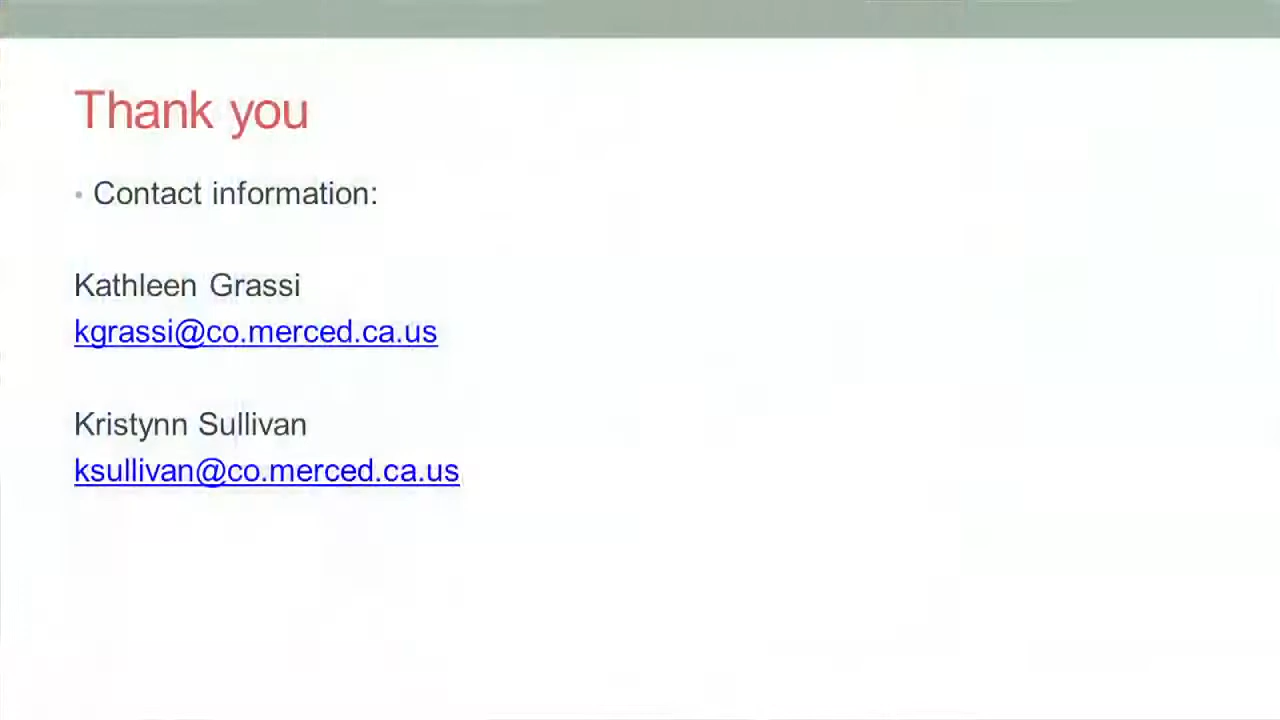 Thank you
• Contact information:
Kathleen Grassi
kgrassi@co.merced.ca.us
Kristynn Sullivan
ksullivan@co.merced.ca.us